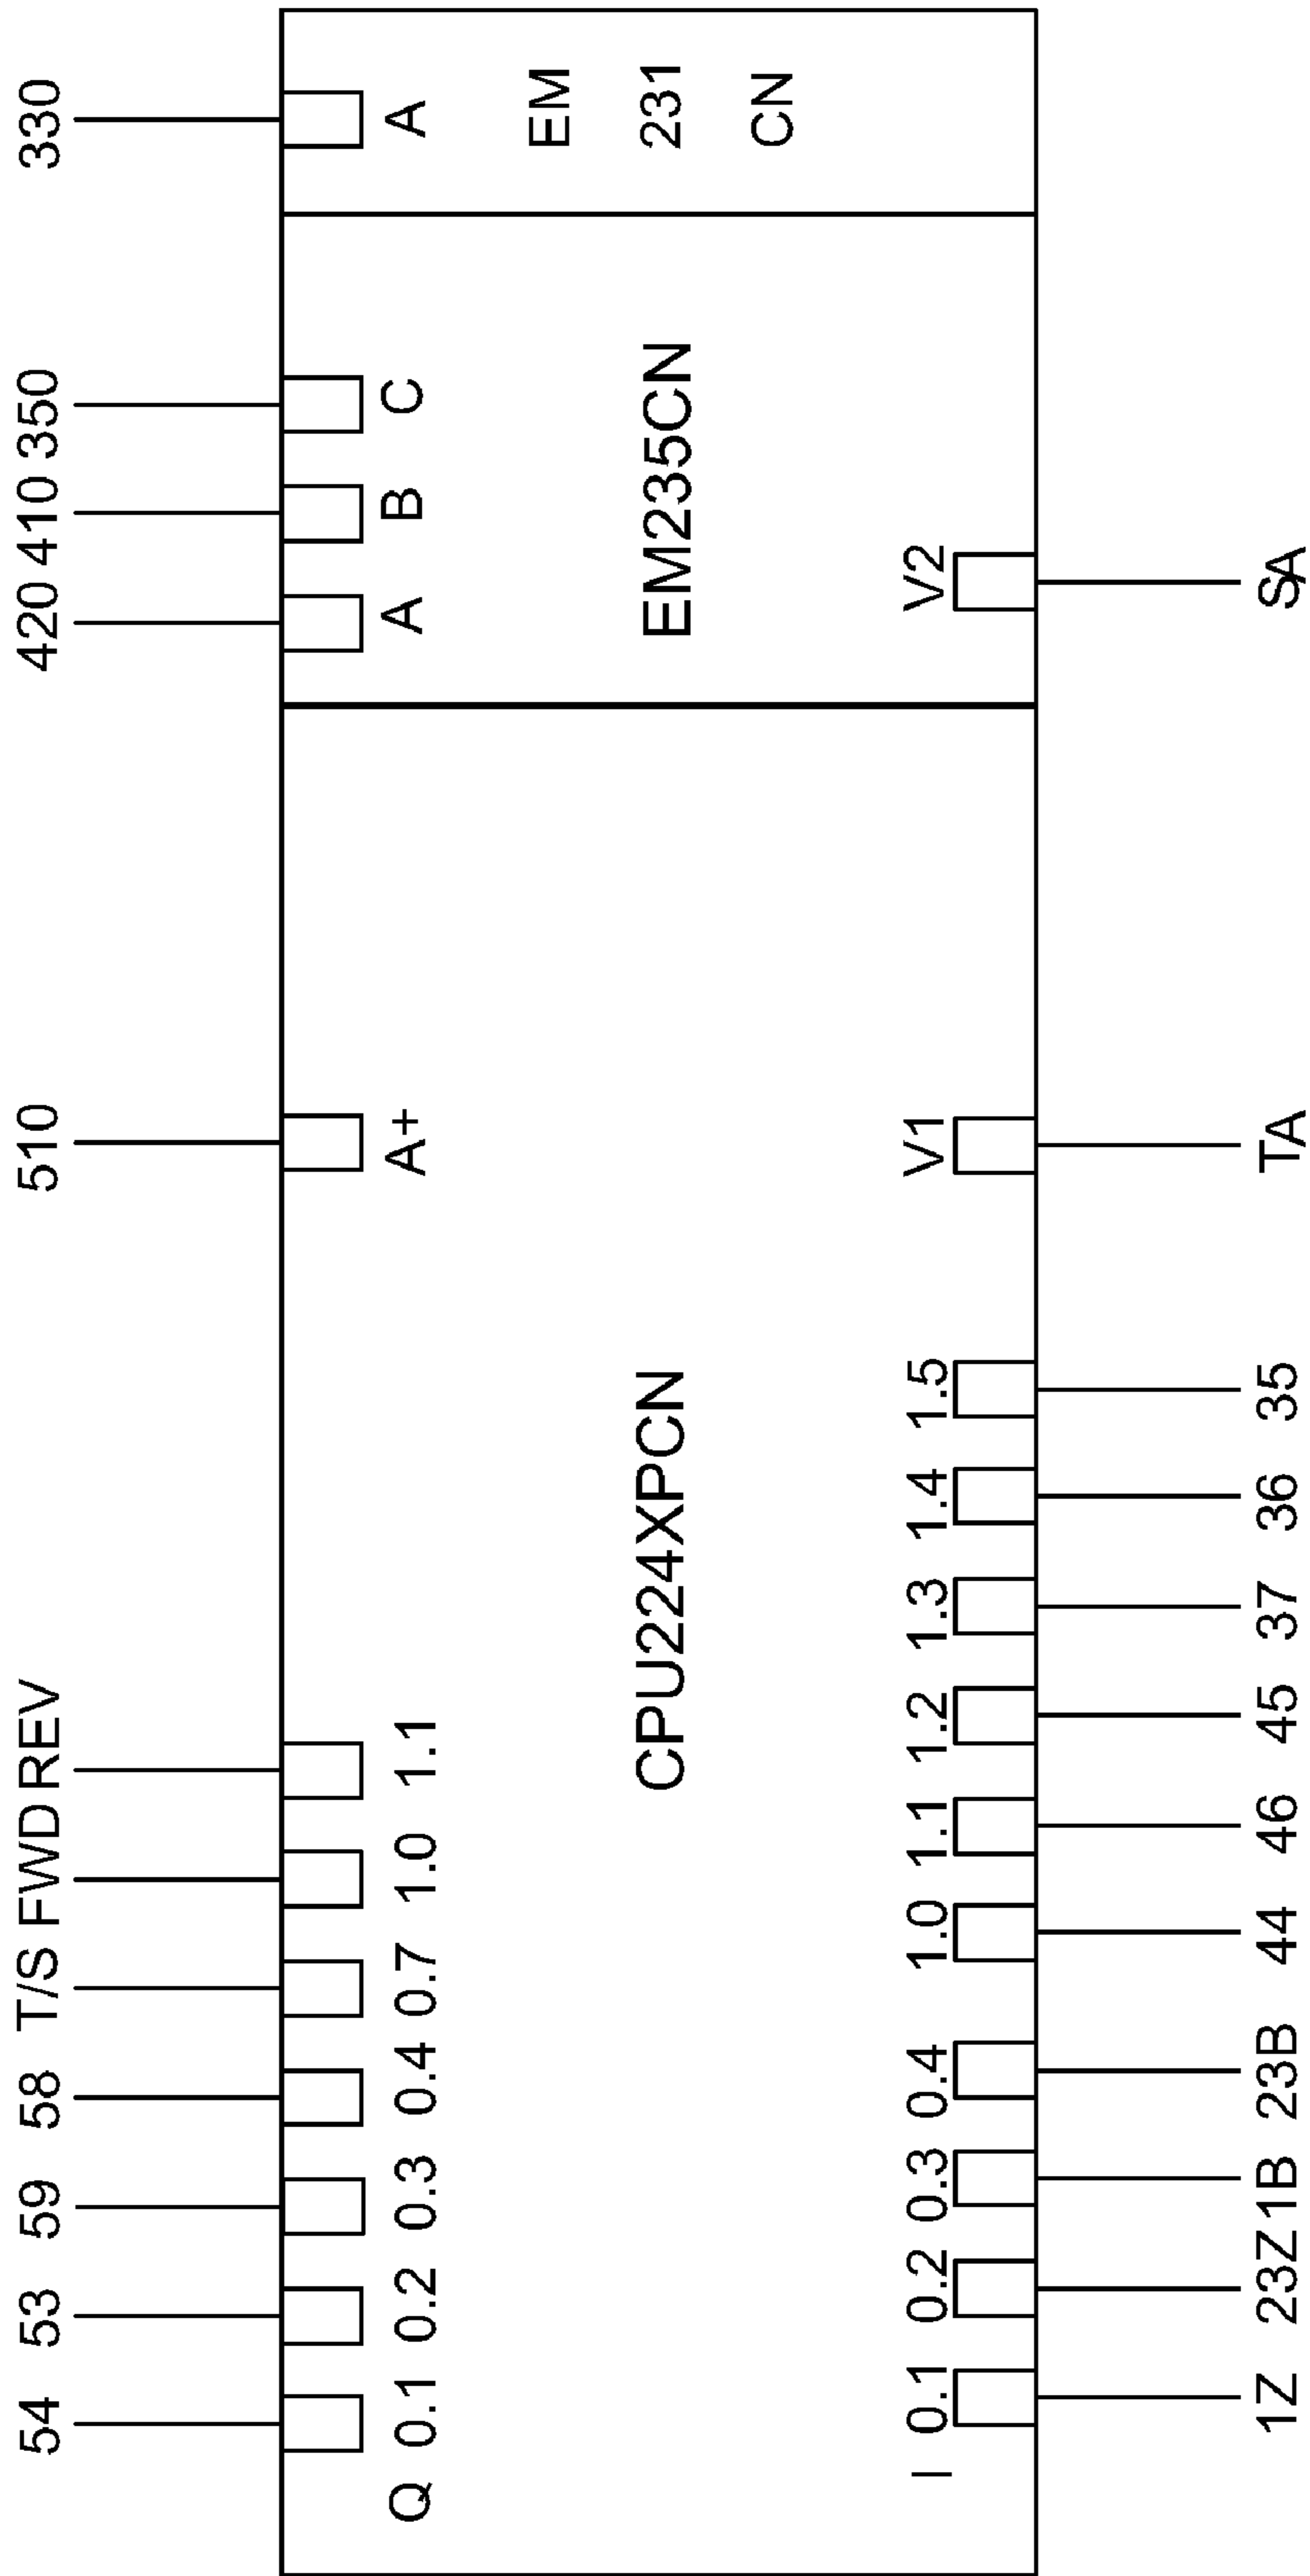 54 53 59 58 T/S FWD REV 510 420 410 350 330
Q 0.1 0.2 0.3 0.4 0.7 1.0 1.1 A+ A B C A
CPU224XPCN
EM235CN
EM
231
CN
I 0.1 0.2 0.3 0.4 1.0 1.1 1.2 1.3 1.4 1.5 V1 V2
1Z 23Z 1B 23B 44 46 45 37 36 35 TA SA